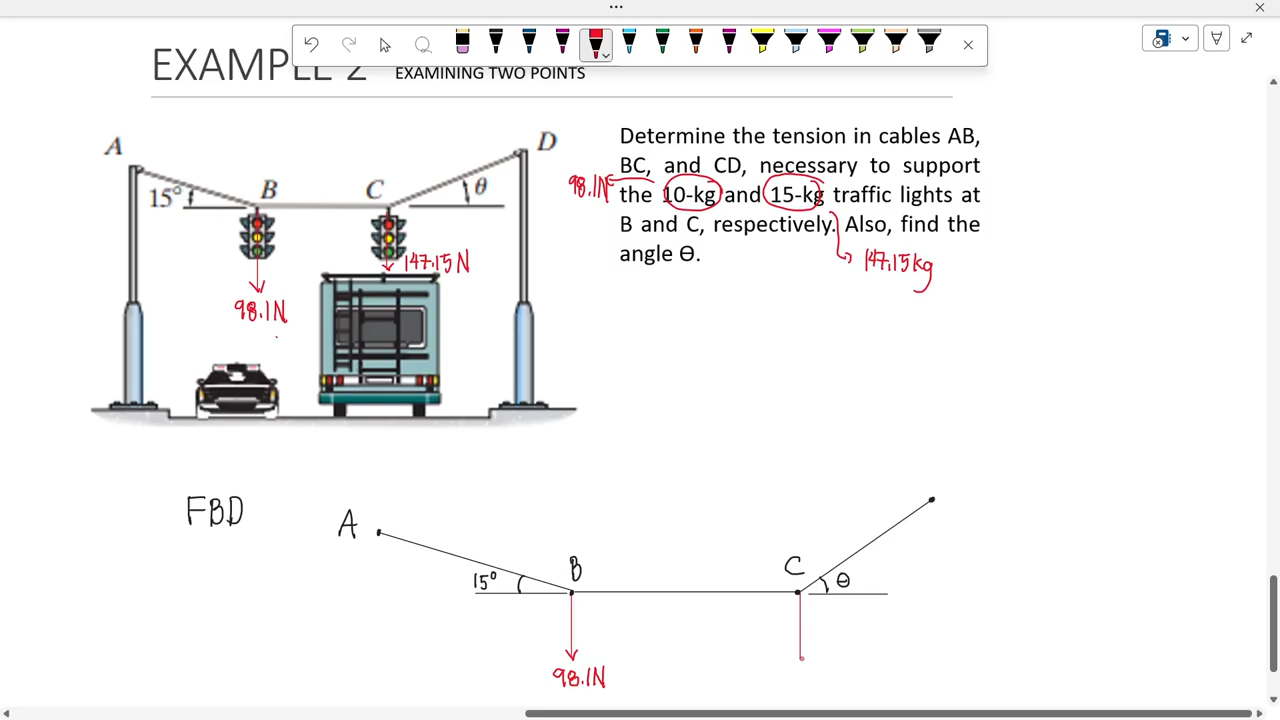 EXAMPLE 2 EXAMINING TWO POINTS
Determine the tension in cables AB,
BC, and CD, necessary to support
the 10-kg and 15-kg traffic lights at
B and C, respectively. Also, find the
angle Θ.
98.1N
147.15kg
A
D
15°
B
C
θ
147.15N
98.1N
FBD
A
B
C
15°
θ
98.1N